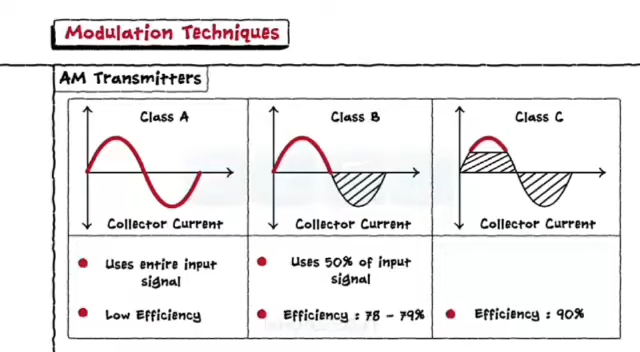 Modulation Techniques
AM Transmitters
Class A
Class B
Class C
Collector Current
Collector Current
Collector Current
Uses entire input
signal
Low Efficiency
Uses 50% of input
signal
Efficiency : 78 – 79%
Efficiency : 90%